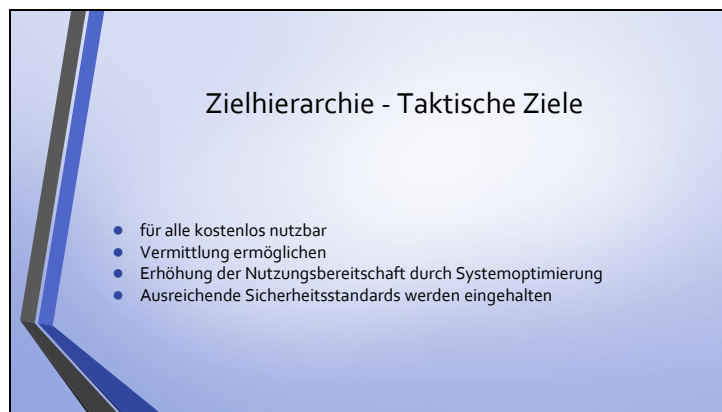 Zielhierarchie - Taktische Ziele
● für alle kostenlos nutzbar
● Vermittlung ermöglichen
● Erhöhung der Nutzungsbereitschaft durch Systemoptimierung
● Ausreichende Sicherheitsstandards werden eingehalten